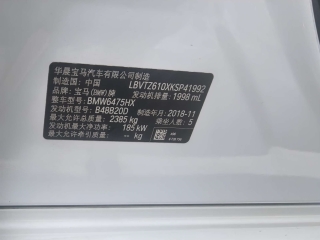 华晨宝马汽车有限公司制造
制造国: 中国 LBVTZ610XKSP41992
品牌: 宝马(BMW)牌 发动机排量: 1998 mL
整车型号: BMW6475HX
发动机型号: B48B20D 制造年月: 2018-11
最大允许总质量: 2385 kg 乘坐人数: 5
发动机最大净功率: 185 kW
最大允许牵引质量: -- kg